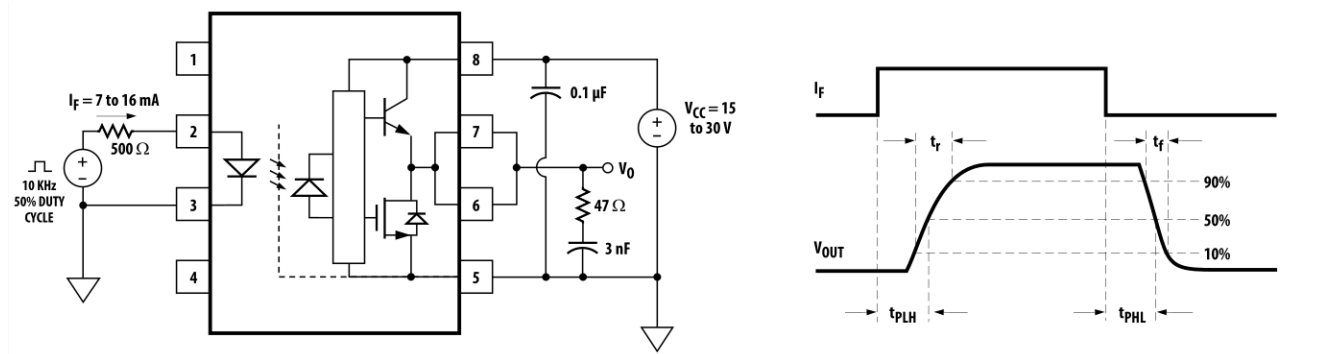 1
8
I_F = 7 to 16 mA
0.1 µF
V_CC = 15
to 30 V
+
−
2
7
500 Ω
+
−
V_O
10 KHz
50% DUTY
CYCLE
3
6
47 Ω
3 nF
4
5
I_F
t_r
t_f
90%
50%
V_OUT
10%
t_PLH
t_PHL